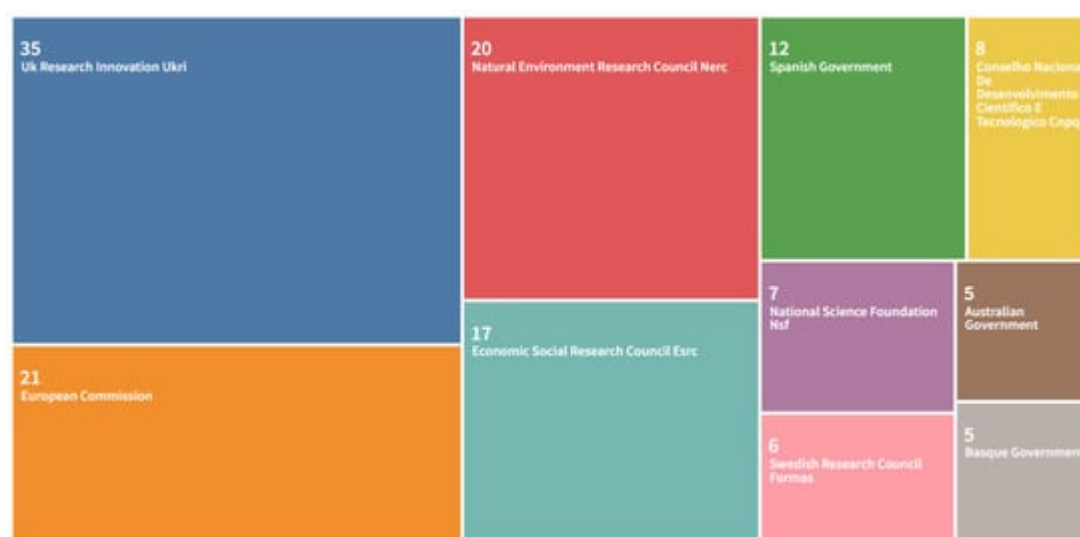 35
Uk Research Innovation Ukri
21
European Commission
20
Natural Environment Research Council Nerc
17
Economic Social Research Council Esrc
12
Spanish Government
8
Conselho Naciona
De
Desenvolvimento
Cientifico E
Tecnologico Cnpq
7
National Science Foundation
Nsf
5
Australian
Government
6
Swedish Research Council
Formas
5
Basque Governmen